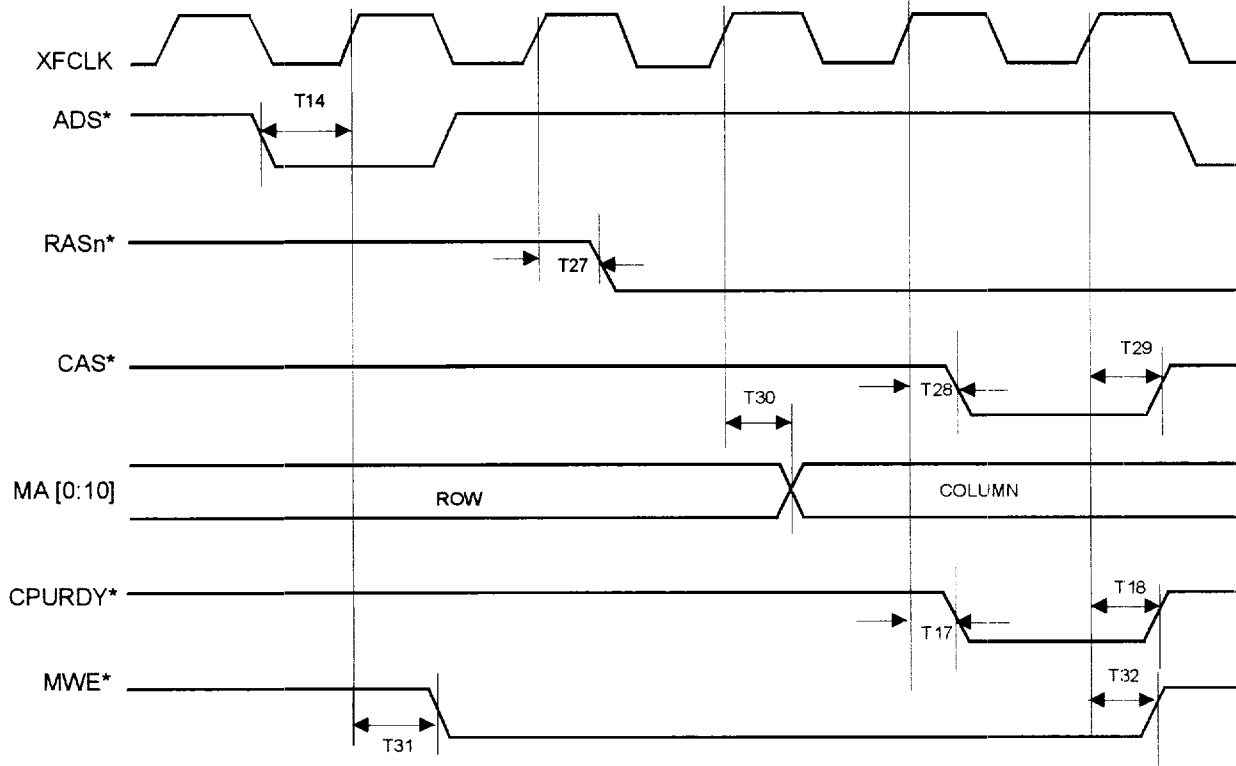 XFCLK
T14
ADS*
RASn*
T27
CAS*
T29
T28
T30
MA [0:10]
ROW
COLUMN
CPURDY*
T18
T17
MWE*
T32
T31